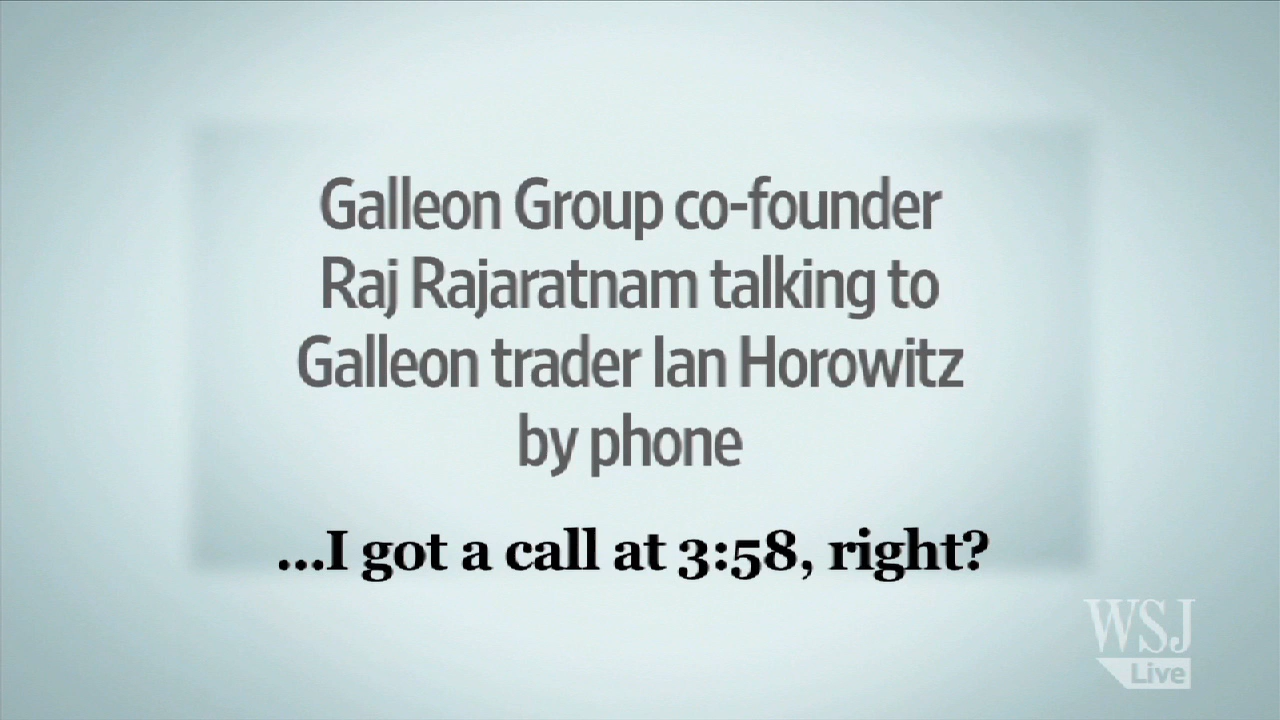 Galleon Group co-founder
Raj Rajaratnam talking to
Galleon trader Ian Horowitz
by phone
...I got a call at 3:58, right?
WSJ
Live